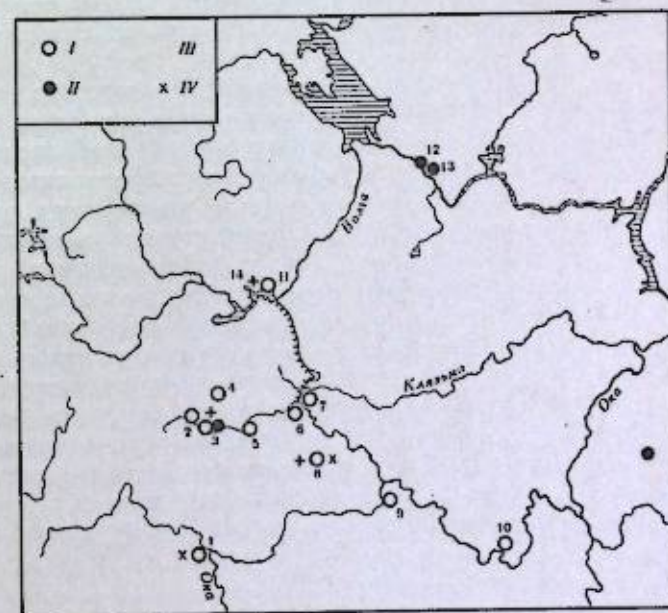 I III
II x IV
12
13
Волга
14 + 11
Клязьма
Ока
4
7
+
2 3 5 6
+ x
8
9
10
x 1
Ока